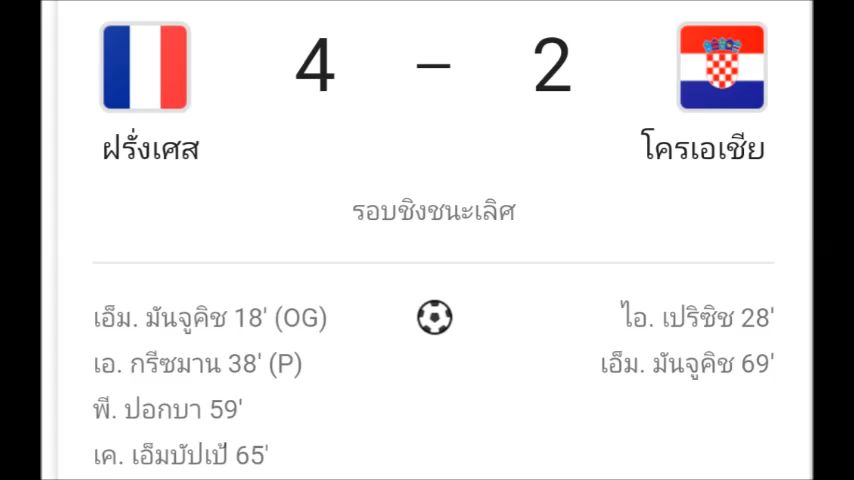 4 – 2
ฝรั่งเศส โครเอเชีย
รอบชิงชนะเลิศ
เอ็ม. มันจูคิช 18' (OG) ไอ. เปริซิช 28'
เอ. กรีซมาน 38' (P) เอ็ม. มันจูคิช 69'
พี. ปอกบา 59'
เค. เอ็มบัปเป้ 65'